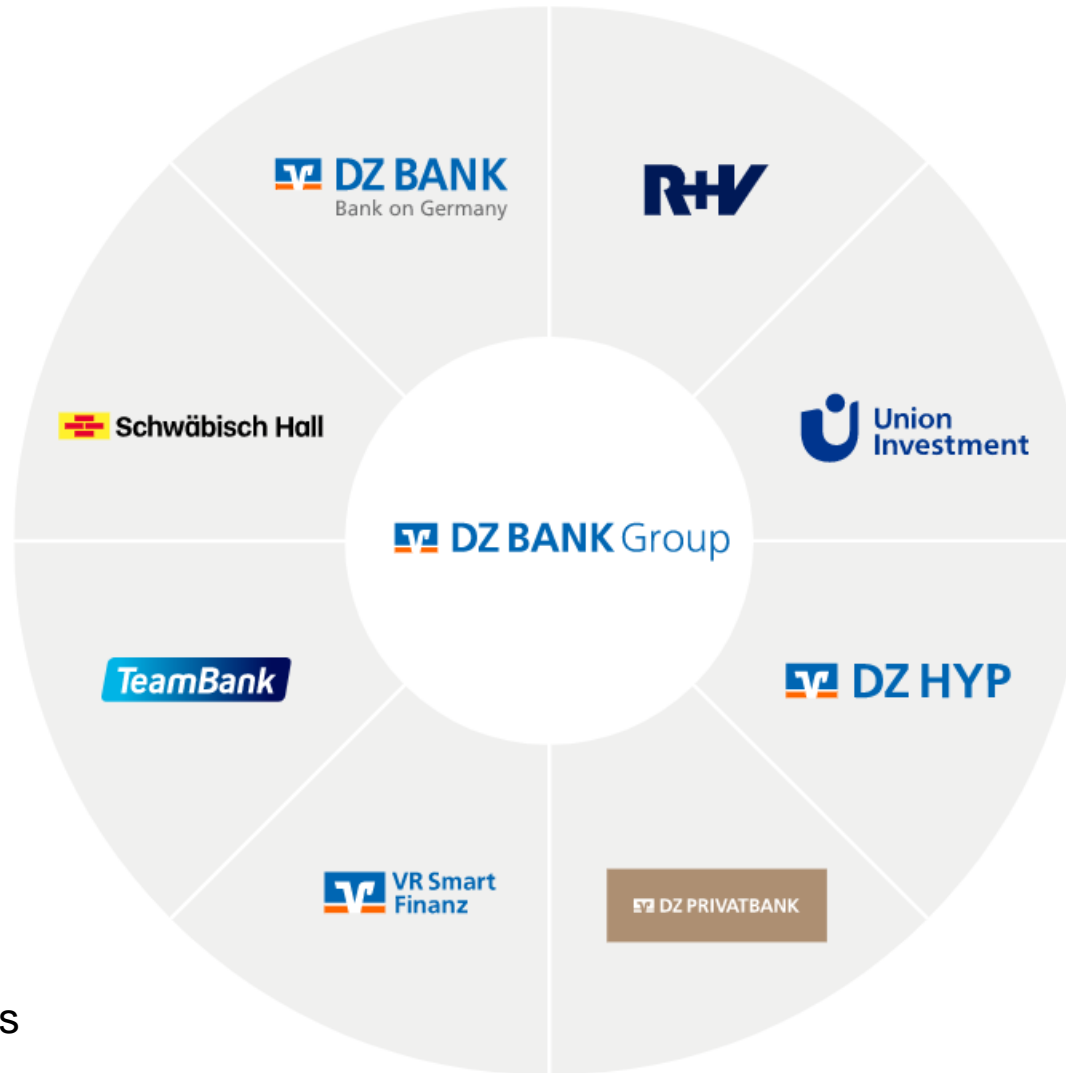 DZ BANK
Bank on Germany
R+V
Schwäbisch Hall
Union
Investment
DZ BANK Group
TeamBank
DZ HYP
VR Smart
Finanz
DZ PRIVATBANK
s